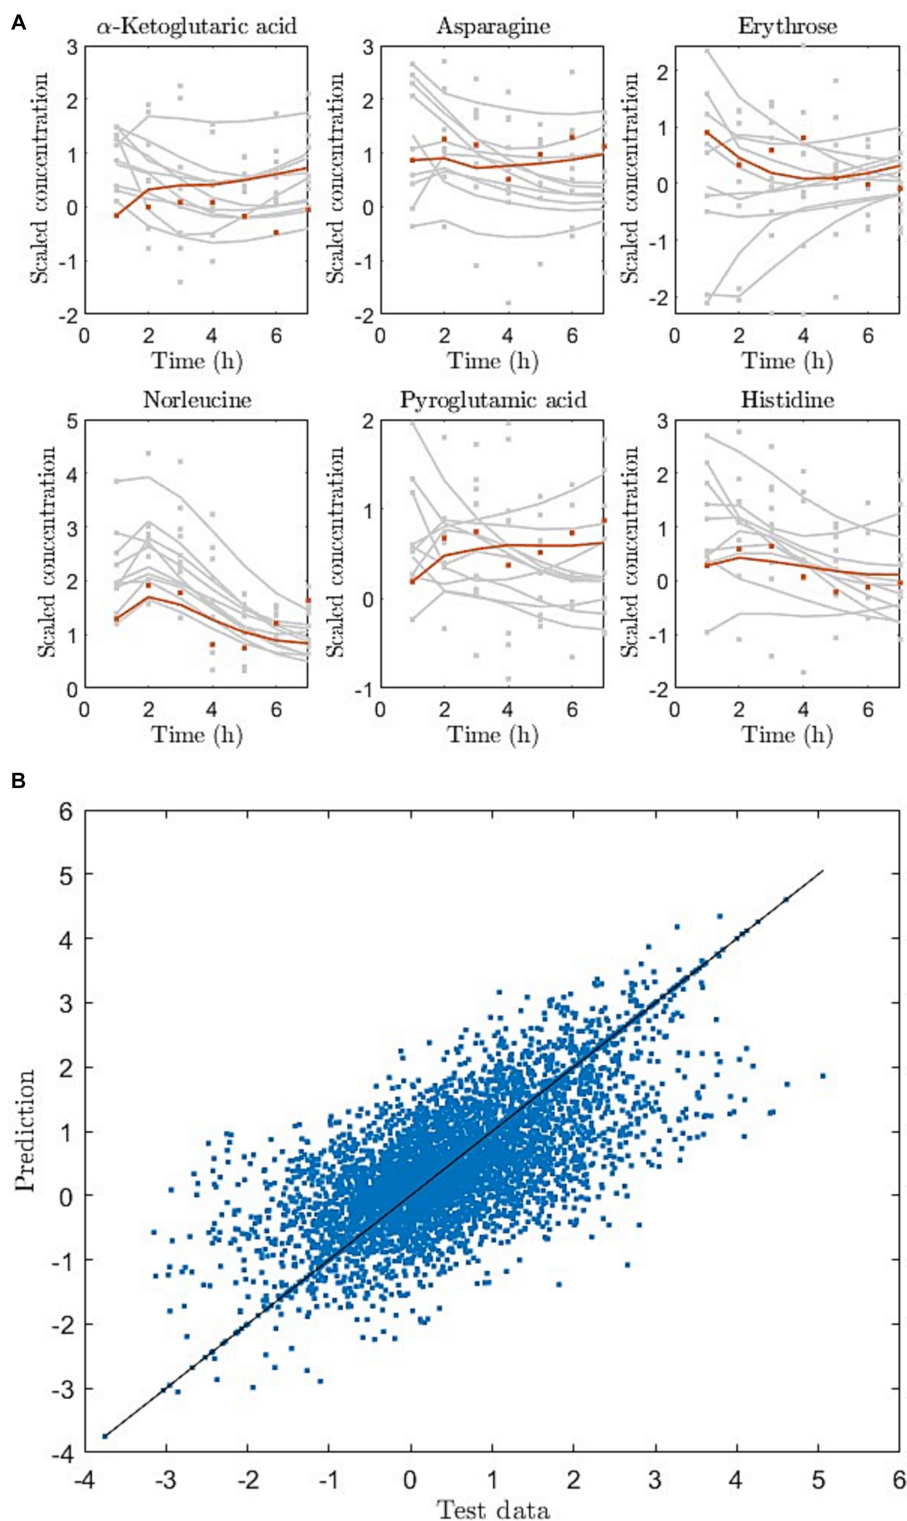 A
α-Ketoglutaric acid
Asparagine
Erythrose
Scaled concentration
3
2
1
0
-1
-2
0 2 4 6
Time (h)
Scaled concentration
3
2
1
0
-1
-2
0 2 4 6
Time (h)
Scaled concentration
2
1
0
-1
-2
0 2 4 6
Time (h)
Norleucine
Pyroglutamic acid
Histidine
Scaled concentration
5
4
3
2
1
0
0 2 4 6
Time (h)
Scaled concentration
2
1
0
-1
0 2 4 6
Time (h)
Scaled concentration
3
2
1
0
-1
-2
0 2 4 6
Time (h)
B
Prediction
6
5
4
3
2
1
0
-1
-2
-3
-4
-4 -3 -2 -1 0 1 2 3 4 5 6
Test data